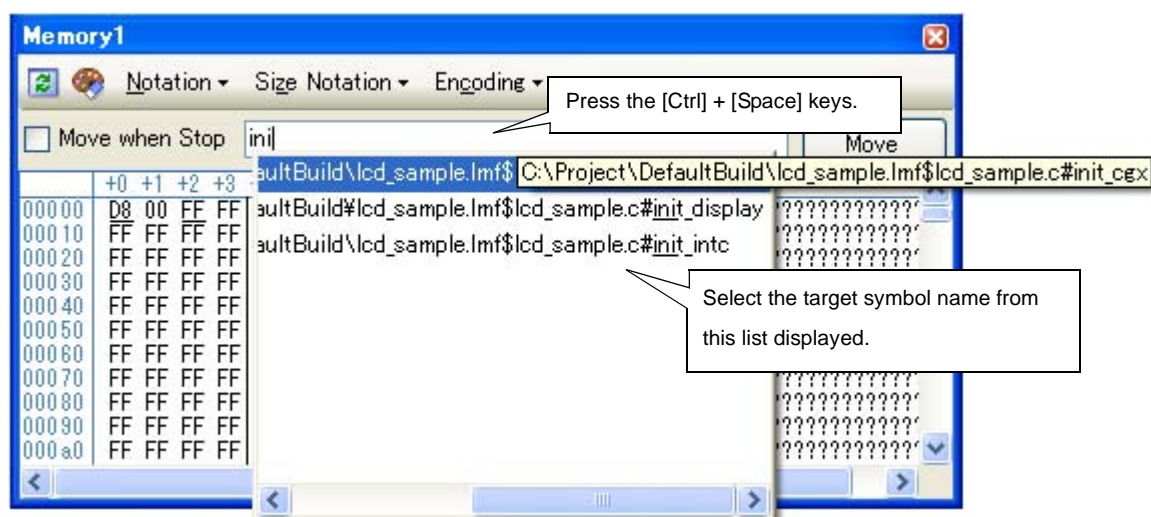 Memory1
Notation Size Notation Encoding
Press the [Ctrl] + [Space] keys.
Move when Stop ini Move
aultBuild\lcd_sample.lmf$ C:\Project\DefaultBuild\lcd_sample.lmf$lcd_sample.c#init_cgx
+0 +1 +2 +3
00000 D8 00 FF FF aultBuild¥lcd_sample.lmf$lcd_sample.c#init_display ????????????
00010 FF FF FF FF ????????????
00020 FF FF FF FF aultBuild\lcd_sample.lmf$lcd_sample.c#init_intc ????????????
00030 FF FF FF FF
00040 FF FF FF FF Select the target symbol name from
00050 FF FF FF FF this list displayed.
00060 FF FF FF FF
00070 FF FF FF FF
00080 FF FF FF FF ????????????
00090 FF FF FF FF ????????????
000a0 FF FF FF FF ????????????